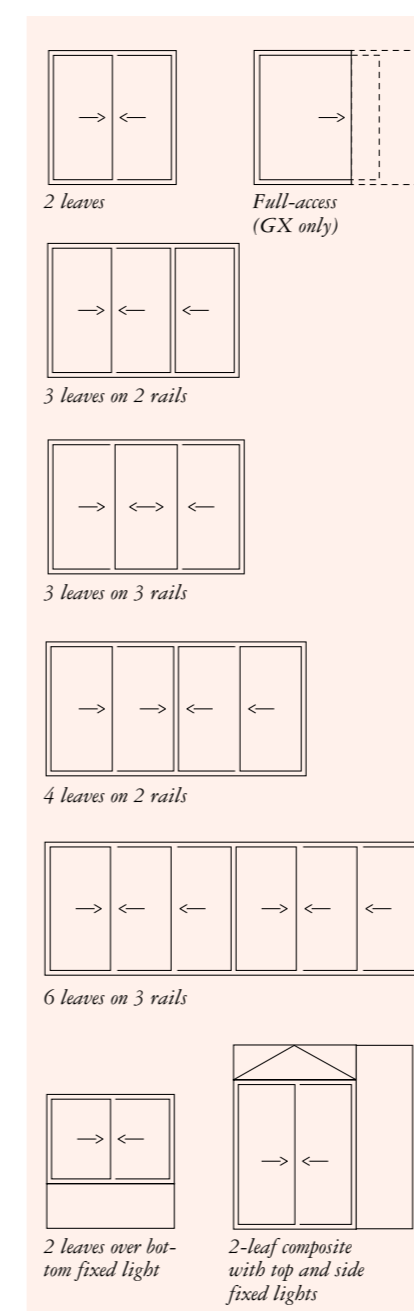 2 leaves
Full-access
(GX only)
3 leaves on 2 rails
3 leaves on 3 rails
4 leaves on 2 rails
6 leaves on 3 rails
2 leaves over bot-
tom fixed light
2-leaf composite
with top and side
fixed lights